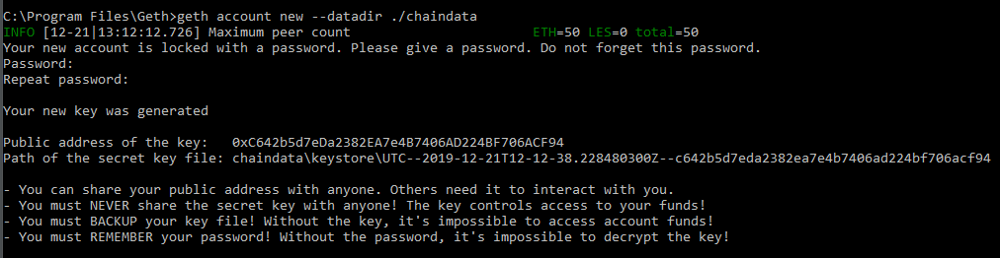 C:\Program Files\Geth>geth account new --datadir ./chaindata
INFO [12-21|13:12:12.726] Maximum peer count ETH=50 LES=0 total=50
Your new account is locked with a password. Please give a password. Do not forget this password.
Password:
Repeat password:
Your new key was generated
Public address of the key: 0xC642b5d7eDa2382EA7e4B7406AD224BF706ACF94
Path of the secret key file: chaindata\keystore\UTC--2019-12-21T12-12-38.228480300Z--c642b5d7eda2382ea7e4b7406ad224bf706acf94
- You can share your public address with anyone. Others need it to interact with you.
- You must NEVER share the secret key with anyone! The key controls access to your funds!
- You must BACKUP your key file! Without the key, it's impossible to access account funds!
- You must REMEMBER your password! Without the password, it's impossible to decrypt the key!